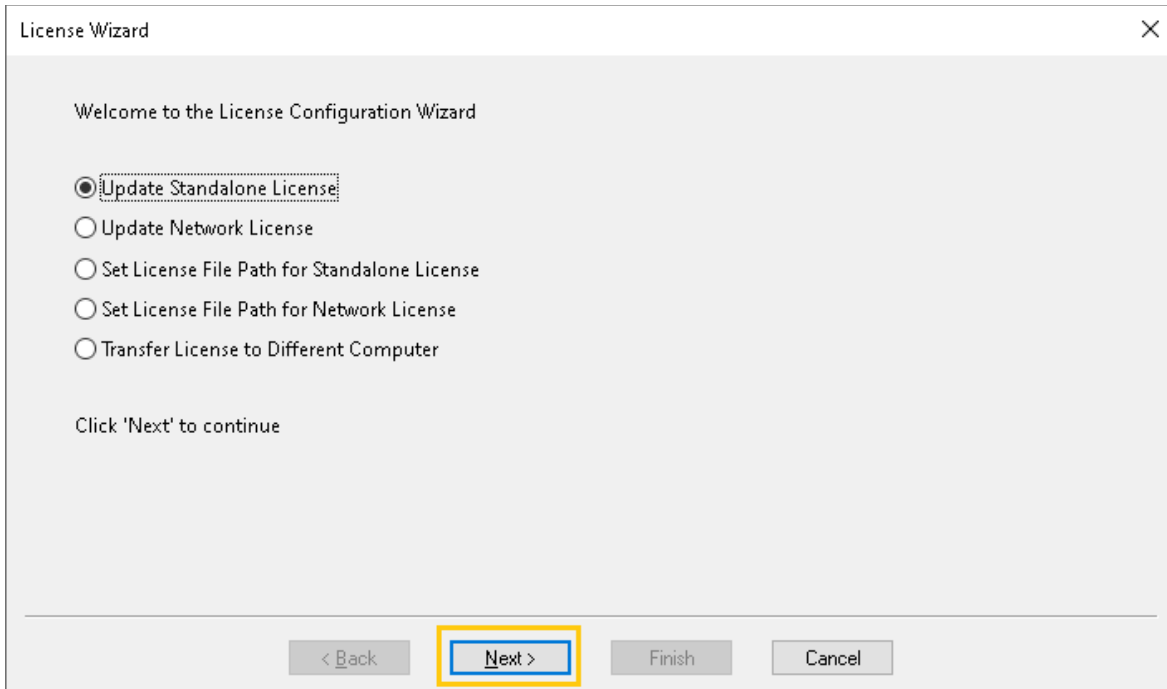 License Wizard
Welcome to the License Configuration Wizard
Update Standalone License
Update Network License
Set License File Path for Standalone License
Set License File Path for Network License
Transfer License to Different Computer
Click 'Next' to continue
< Back Next > Finish Cancel